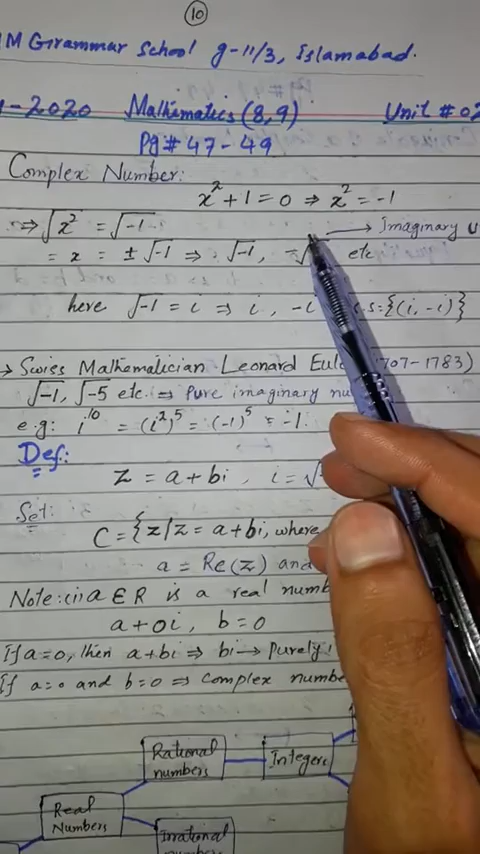 10
M Grammar School g-11/3, Islamabad.
-2020 Mathematics (8,9) Unit # 02
Pg # 47-49
Complex Number:
x² + 1 = 0 ⇒ x² = -1
⇒ √x² = √-1 → Imaginary
= x = ± √-1 ⇒ √-1, -√ etc
here √-1 = i ⇒ i, -i S = {(i, -i)}
→ Swiss Mathematician Leonard Eul 1707-1783)
√-1, √-5 etc ⇒ Pure imaginary nu
e.g: i¹⁰ = (i²)⁵ = (-1)⁵ = -1.
Def:
Z = a + bi, i = √
Set:
C = {z/z = a + bi, where
a = Re(z) and
Note: (i) a ∈ R is a real numb
a + 0i, b = 0
If a=0, then a+bi ⇒ bi → Purely
If a=0 and b=0 ⇒ Complex numbe
Rational numbers
Integers
Real Numbers
Irrational numbers